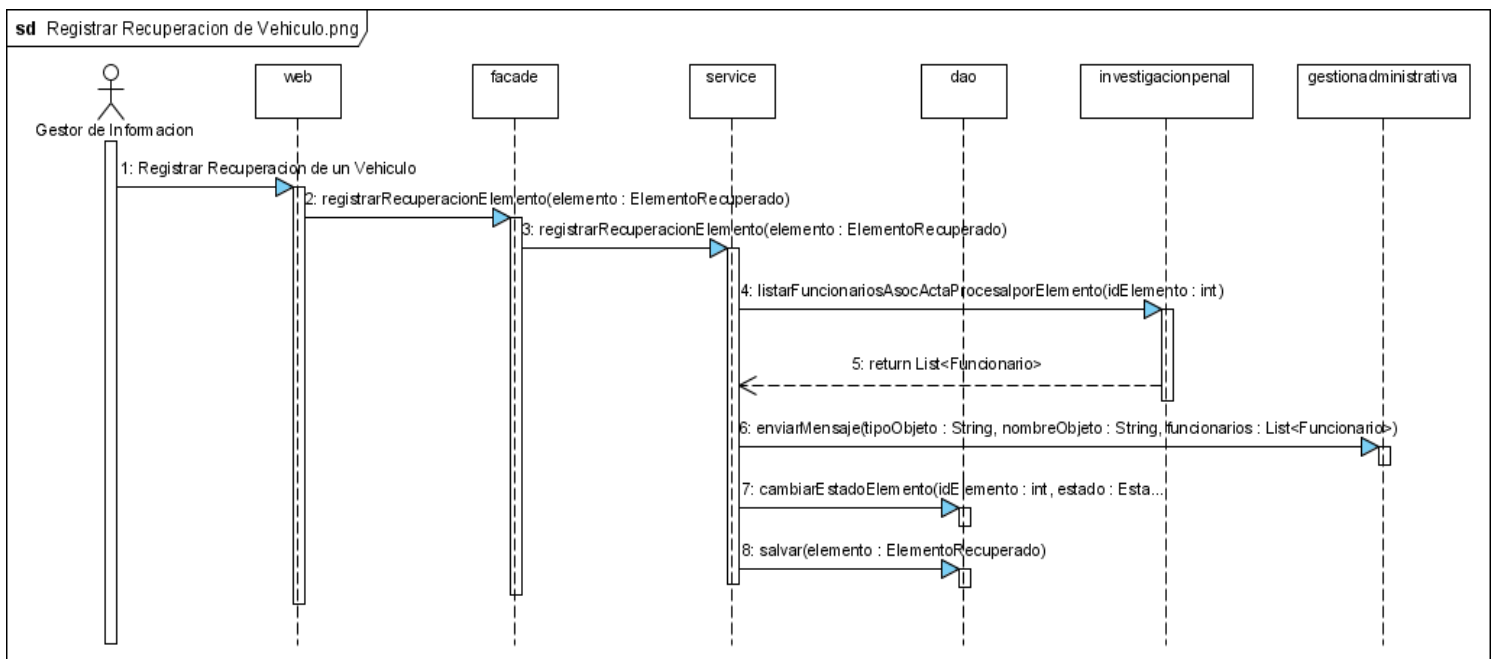 sd Registrar Recuperacion de Vehiculo.png
web
facade
service
dao
investigacionpenal
gestionadministrativa
Gestor de Informacion
1: Registrar Recuperacion de un Vehiculo
2: registrarRecuperacionElemento(elemento : ElementoRecuperado)
3: registrarRecuperacionElemento(elemento : ElementoRecuperado)
4: listarFuncionariosAsocActaProcesalporElemento(idElemento : int)
5: return List<Funcionario>
6: enviarMensaje(tipoObjeto : String, nombreObjeto : String, funcionarios : List<Funcionario>)
7: cambiarEstadoElemento(idElemento : int, estado : Esta...
8: salvar(elemento : ElementoRecuperado)